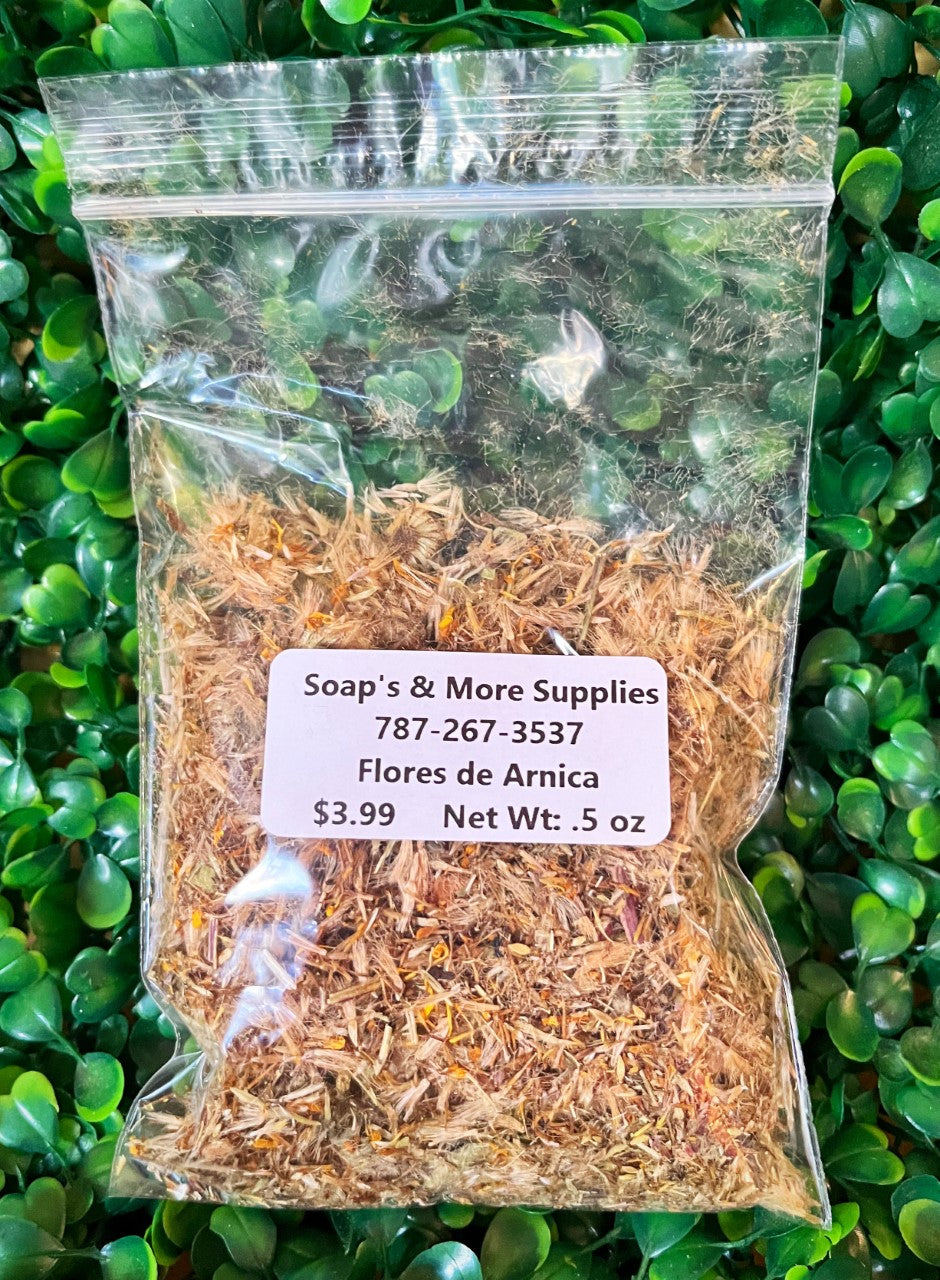 Soap's & More Supplies
787-267-3537
Flores de Arnica
$3.99 Net Wt: .5 oz